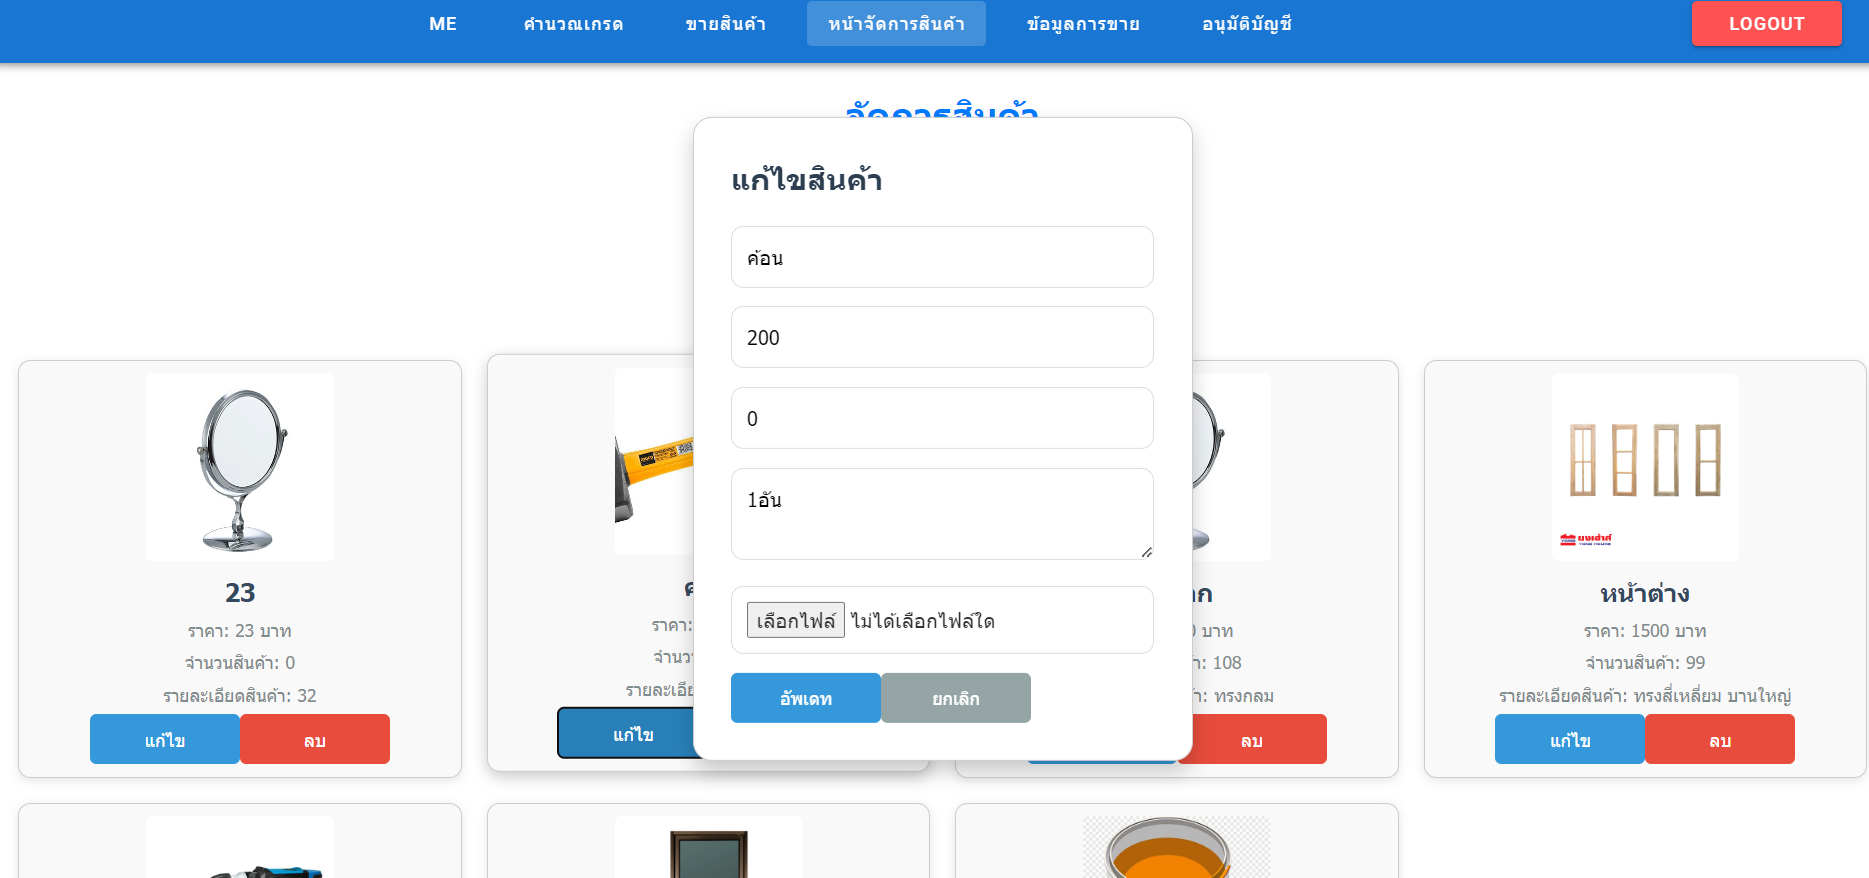 ME
คำนวณเกรด
ขายสินค้า
หน้าจัดการสินค้า
ข้อมูลการขาย
อนุมัติบัญชี
LOGOUT
จัดการสินค้า
แก้ไขสินค้า
ค้อน
200
0
1อัน
เลือกไฟล์ ไม่ได้เลือกไฟล์ใด
อัพเดท
ยกเลิก
23
ราคา: 23 บาท
จำนวนสินค้า: 0
รายละเอียดสินค้า: 32
แก้ไข
ลบ
ราคา:
แก้ไข
บาท
108
ทรงกลม
ลบ
ยงเฮ้าส์
หน้าต่าง
ราคา: 1500 บาท
จำนวนสินค้า: 99
รายละเอียดสินค้า: ทรงสี่เหลี่ยม บานใหญ่
แก้ไข
ลบ